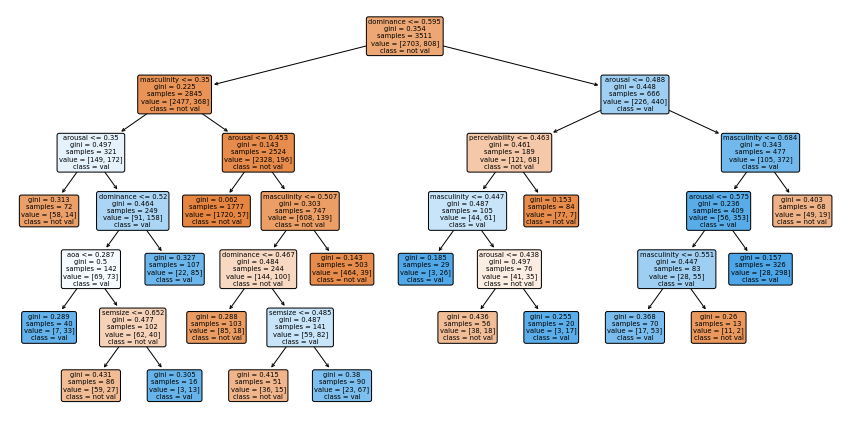 dominance <= 0.595
gini = 0.354
samples = 3511
value = [2703, 808]
class = not val
masculinity <= 0.35
gini = 0.225
samples = 2845
value = [2477, 368]
class = not val
arousal <= 0.488
gini = 0.448
samples = 666
value = [226, 440]
class = val
arousal <= 0.35
gini = 0.497
samples = 321
value = [149, 172]
class = val
arousal <= 0.453
gini = 0.143
samples = 2524
value = [2328, 196]
class = not val
perceivability <= 0.463
gini = 0.461
samples = 189
value = [121, 68]
class = not val
masculinity <= 0.684
gini = 0.343
samples = 477
value = [105, 372]
class = val
gini = 0.313
samples = 72
value = [58, 14]
class = not val
dominance <= 0.52
gini = 0.464
samples = 249
value = [91, 158]
class = val
gini = 0.062
samples = 1777
value = [1720, 57]
class = not val
masculinity <= 0.507
gini = 0.303
samples = 747
value = [608, 139]
class = not val
masculinity <= 0.447
gini = 0.487
samples = 105
value = [44, 61]
class = val
gini = 0.153
samples = 84
value = [77, 7]
class = not val
arousal <= 0.575
gini = 0.236
samples = 409
value = [56, 353]
class = val
gini = 0.403
samples = 68
value = [49, 19]
class = not val
aoa <= 0.287
gini = 0.5
samples = 142
value = [69, 73]
class = val
gini = 0.327
samples = 107
value = [22, 85]
class = val
dominance <= 0.467
gini = 0.484
samples = 244
value = [144, 100]
class = not val
gini = 0.143
samples = 503
value = [464, 39]
class = not val
gini = 0.185
samples = 29
value = [3, 26]
class = val
arousal <= 0.438
gini = 0.497
samples = 76
value = [41, 35]
class = not val
masculinity <= 0.551
gini = 0.447
samples = 83
value = [28, 55]
class = val
gini = 0.157
samples = 326
value = [28, 298]
class = val
gini = 0.289
samples = 40
value = [7, 33]
class = val
semsize <= 0.652
gini = 0.477
samples = 102
value = [62, 40]
class = not val
gini = 0.288
samples = 103
value = [85, 18]
class = not val
semsize <= 0.485
gini = 0.487
samples = 141
value = [59, 82]
class = val
gini = 0.436
samples = 56
value = [38, 18]
class = not val
gini = 0.255
samples = 20
value = [3, 17]
class = val
gini = 0.368
samples = 70
value = [17, 53]
class = val
gini = 0.26
samples = 13
value = [11, 2]
class = not val
gini = 0.431
samples = 86
value = [59, 27]
class = not val
gini = 0.305
samples = 16
value = [3, 13]
class = val
gini = 0.415
samples = 51
value = [36, 15]
class = not val
gini = 0.38
samples = 90
value = [23, 67]
class = val